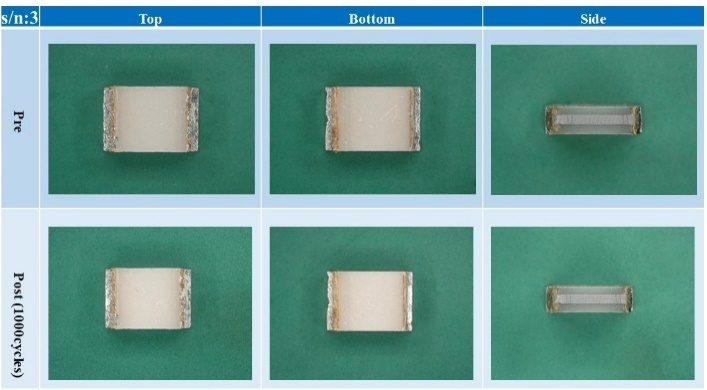 s/n:3
Top
Bottom
Side
Pre
Post (1000cycles)